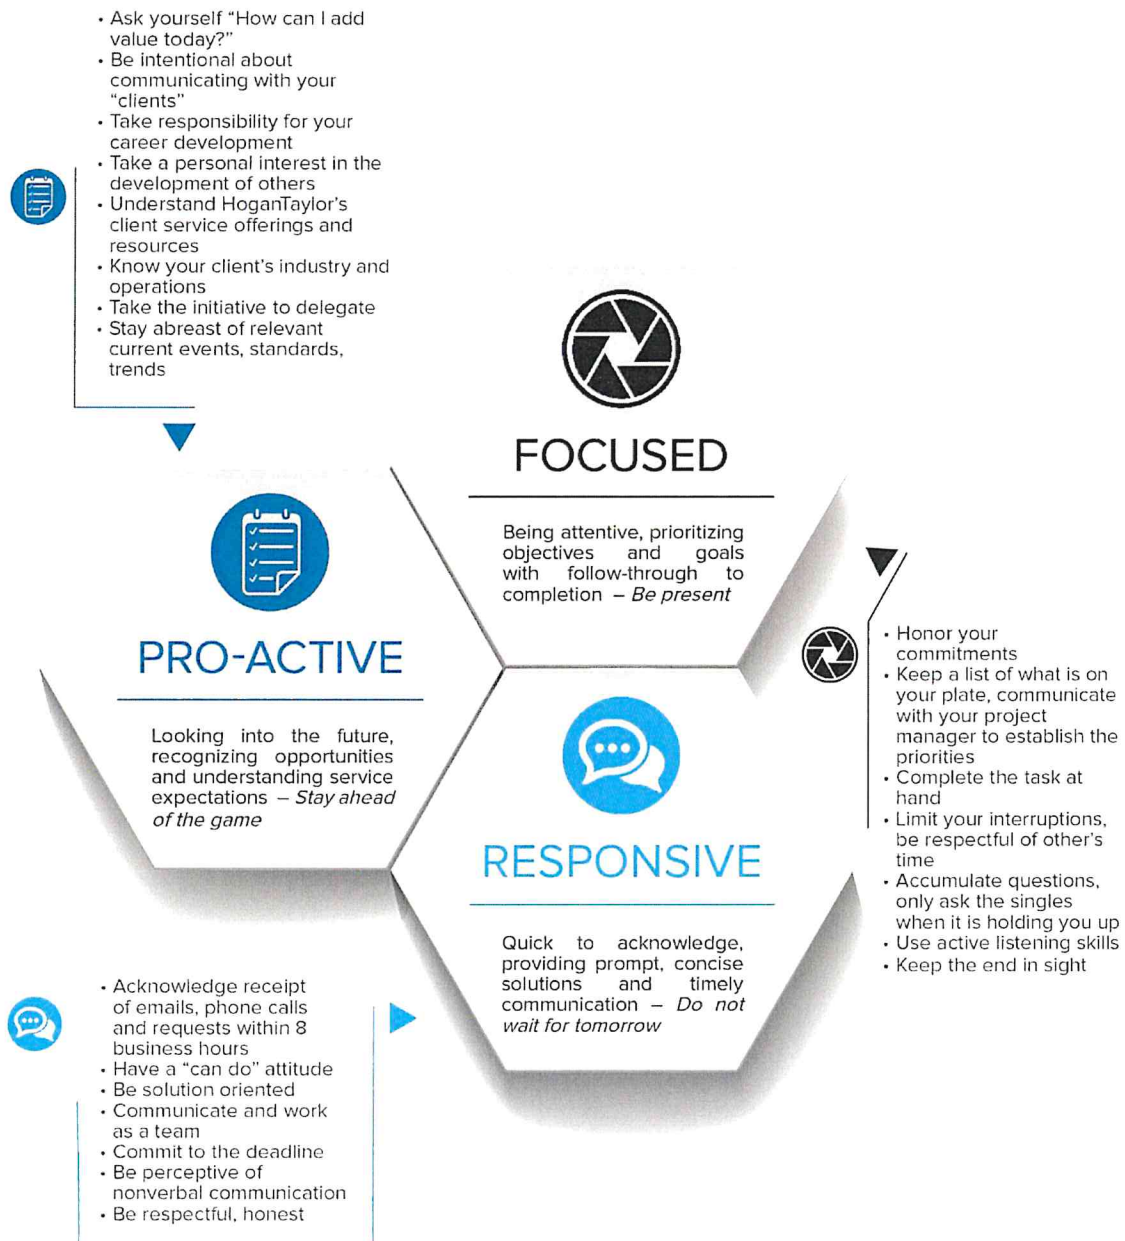 • Ask yourself “How can I add
value today?”
• Be intentional about
communicating with your
“clients”
• Take responsibility for your
career development
• Take a personal interest in the
development of others
• Understand HoganTaylor’s
client service offerings and
resources
• Know your client’s industry and
operations
• Take the initiative to delegate
• Stay abreast of relevant
current events, standards,
trends
FOCUSED
Being attentive, prioritizing
objectives and goals
with follow-through to
completion – Be present
PRO-ACTIVE
Looking into the future,
recognizing opportunities
and understanding service
expectations – Stay ahead
of the game
• Honor your
commitments
• Keep a list of what is on
your plate, communicate
with your project
manager to establish the
priorities
• Complete the task at
hand
• Limit your interruptions,
be respectful of other’s
time
• Accumulate questions,
only ask the singles
when it is holding you up
• Use active listening skills
• Keep the end in sight
RESPONSIVE
Quick to acknowledge,
providing prompt, concise
solutions and timely
communication – Do not
wait for tomorrow
• Acknowledge receipt
of emails, phone calls
and requests within 8
business hours
• Have a “can do” attitude
• Be solution oriented
• Communicate and work
as a team
• Commit to the deadline
• Be perceptive of
nonverbal communication
• Be respectful, honest